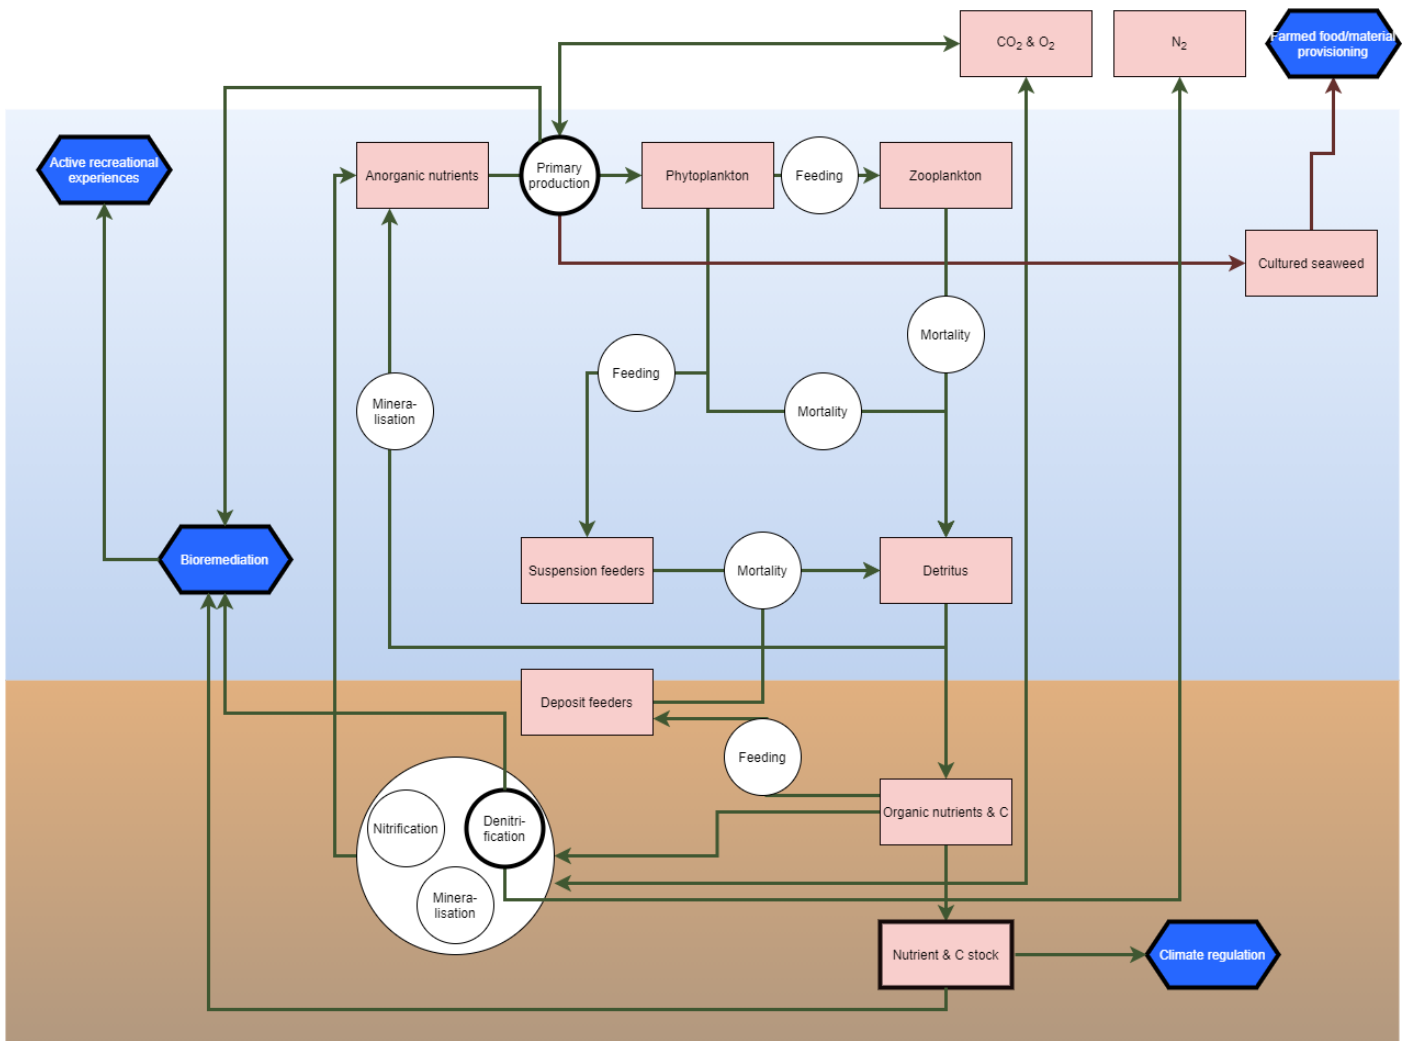 CO₂ & O₂
N₂
Farmed food/material
provisioning
Active recreational
experiences
Anorganic nutrients
Primary
production
Phytoplankton
Feeding
Zooplankton
Cultured seaweed
Mortality
Feeding
Mortality
Minera-
lisation
Bioremediation
Suspension feeders
Mortality
Detritus
Deposit feeders
Feeding
Organic nutrients & C
Nitrification
Denitri-
fication
Minera-
lisation
Nutrient & C stock
Climate regulation